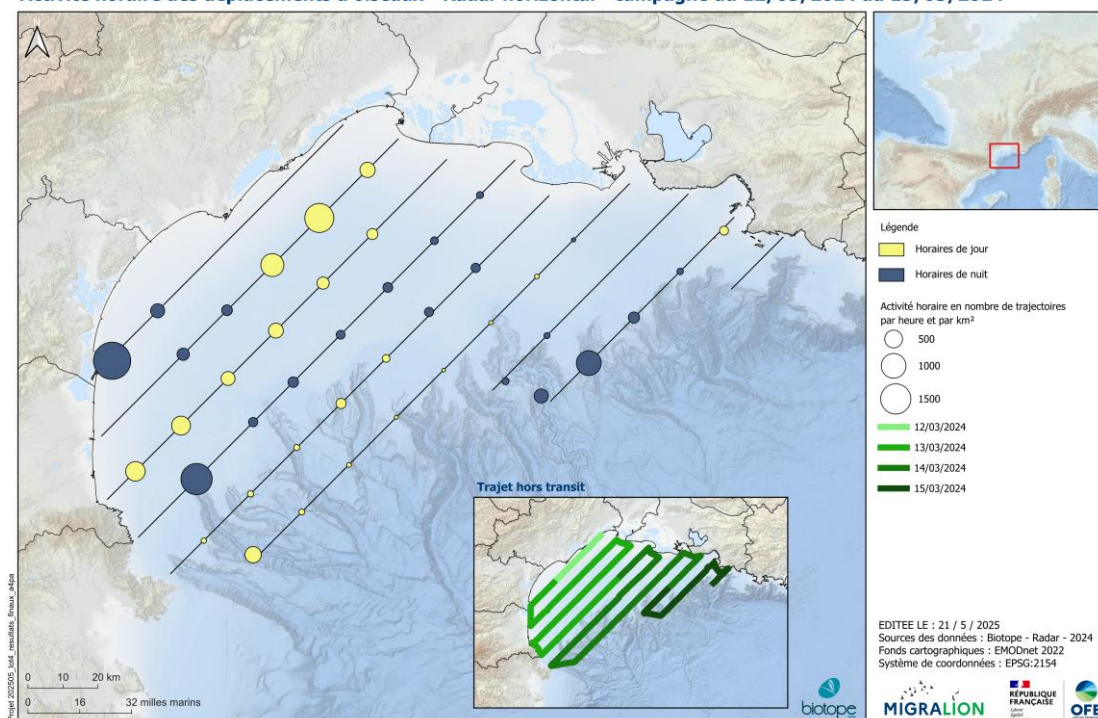 Activité horaire des déplacements d'oiseaux - Radar horizontal - Campagne du 12/03/2024 au 15/03/2024
Légende
Horaires de jour
Horaires de nuit
Activité horaire en nombre de trajectoires
par heure et par km²
500
1000
1500
12/03/2024
13/03/2024
14/03/2024
15/03/2024
Trajet hors transit
EDITEE LE : 21 / 5 / 2025
Sources des données : Biotope - Radar - 2024
Fonds cartographiques : EMODnet 2022
Système de coordonnées : EPSG:2154
Projet 202505_lot4_resultats_finaux_a4pa
0 10 20 km
0 16 32 milles marins
biotope
MIGRALION
RÉPUBLIQUE
FRANÇAISE
Liberté
Égalité
OFB